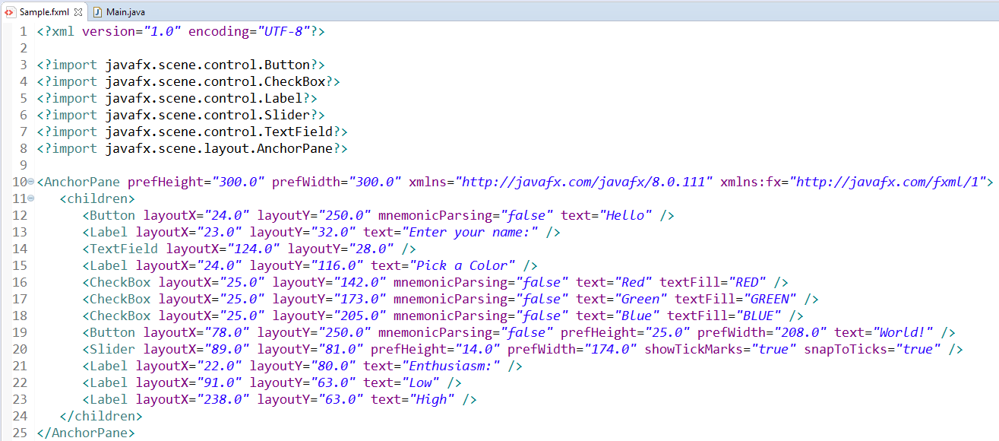 Sample.fxml Main.java
1 <?xml version="1.0" encoding="UTF-8"?>
2
3 <?import javafx.scene.control.Button?>
4 <?import javafx.scene.control.CheckBox?>
5 <?import javafx.scene.control.Label?>
6 <?import javafx.scene.control.Slider?>
7 <?import javafx.scene.control.TextField?>
8 <?import javafx.scene.layout.AnchorPane?>
9
10 <AnchorPane prefHeight="300.0" prefWidth="300.0" xmlns="http://javafx.com/javafx/8.0.111" xmlns:fx="http://javafx.com/fxml/1">
11    <children>
12       <Button layoutX="24.0" layoutY="250.0" mnemonicParsing="false" text="Hello" />
13       <Label layoutX="23.0" layoutY="32.0" text="Enter your name:" />
14       <TextField layoutX="124.0" layoutY="28.0" />
15       <Label layoutX="24.0" layoutY="116.0" text="Pick a Color" />
16       <CheckBox layoutX="25.0" layoutY="142.0" mnemonicParsing="false" text="Red" textFill="RED" />
17       <CheckBox layoutX="25.0" layoutY="173.0" mnemonicParsing="false" text="Green" textFill="GREEN" />
18       <CheckBox layoutX="25.0" layoutY="205.0" mnemonicParsing="false" text="Blue" textFill="BLUE" />
19       <Button layoutX="78.0" layoutY="250.0" mnemonicParsing="false" prefHeight="25.0" prefWidth="208.0" text="World!" />
20       <Slider layoutX="89.0" layoutY="81.0" prefHeight="14.0" prefWidth="174.0" showTickMarks="true" snapToTicks="true" />
21       <Label layoutX="22.0" layoutY="80.0" text="Enthusiasm:" />
22       <Label layoutX="91.0" layoutY="63.0" text="Low" />
23       <Label layoutX="238.0" layoutY="63.0" text="High" />
24    </children>
25 </AnchorPane>